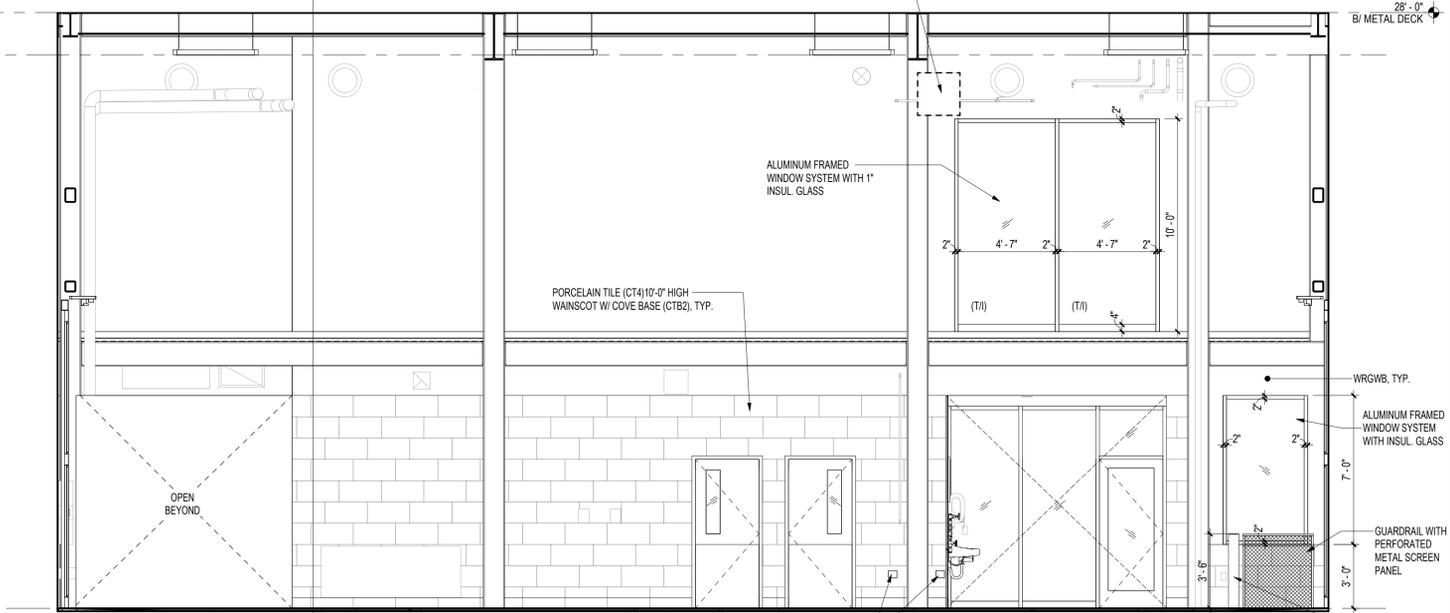 28' - 0"
B/ METAL DECK
2"
ALUMINUM FRAMED
WINDOW SYSTEM WITH 1"
INSUL. GLASS
10' - 0"
2"
4' - 7"
2"
4' - 7"
2"
PORCELAIN TILE (CT4)10'-0" HIGH
WAINSCOT W/ COVE BASE (CTB2), TYP.
(T/I)
(T/I)
4"
WRGWB, TYP.
2"
ALUMINUM FRAMED
WINDOW SYSTEM
WITH INSUL. GLASS
2"
2"
7' - 0"
OPEN
BEYOND
2"
GUARDRAIL WITH
PERFORATED
METAL SCREEN
PANEL
3' - 6"
3' - 0"